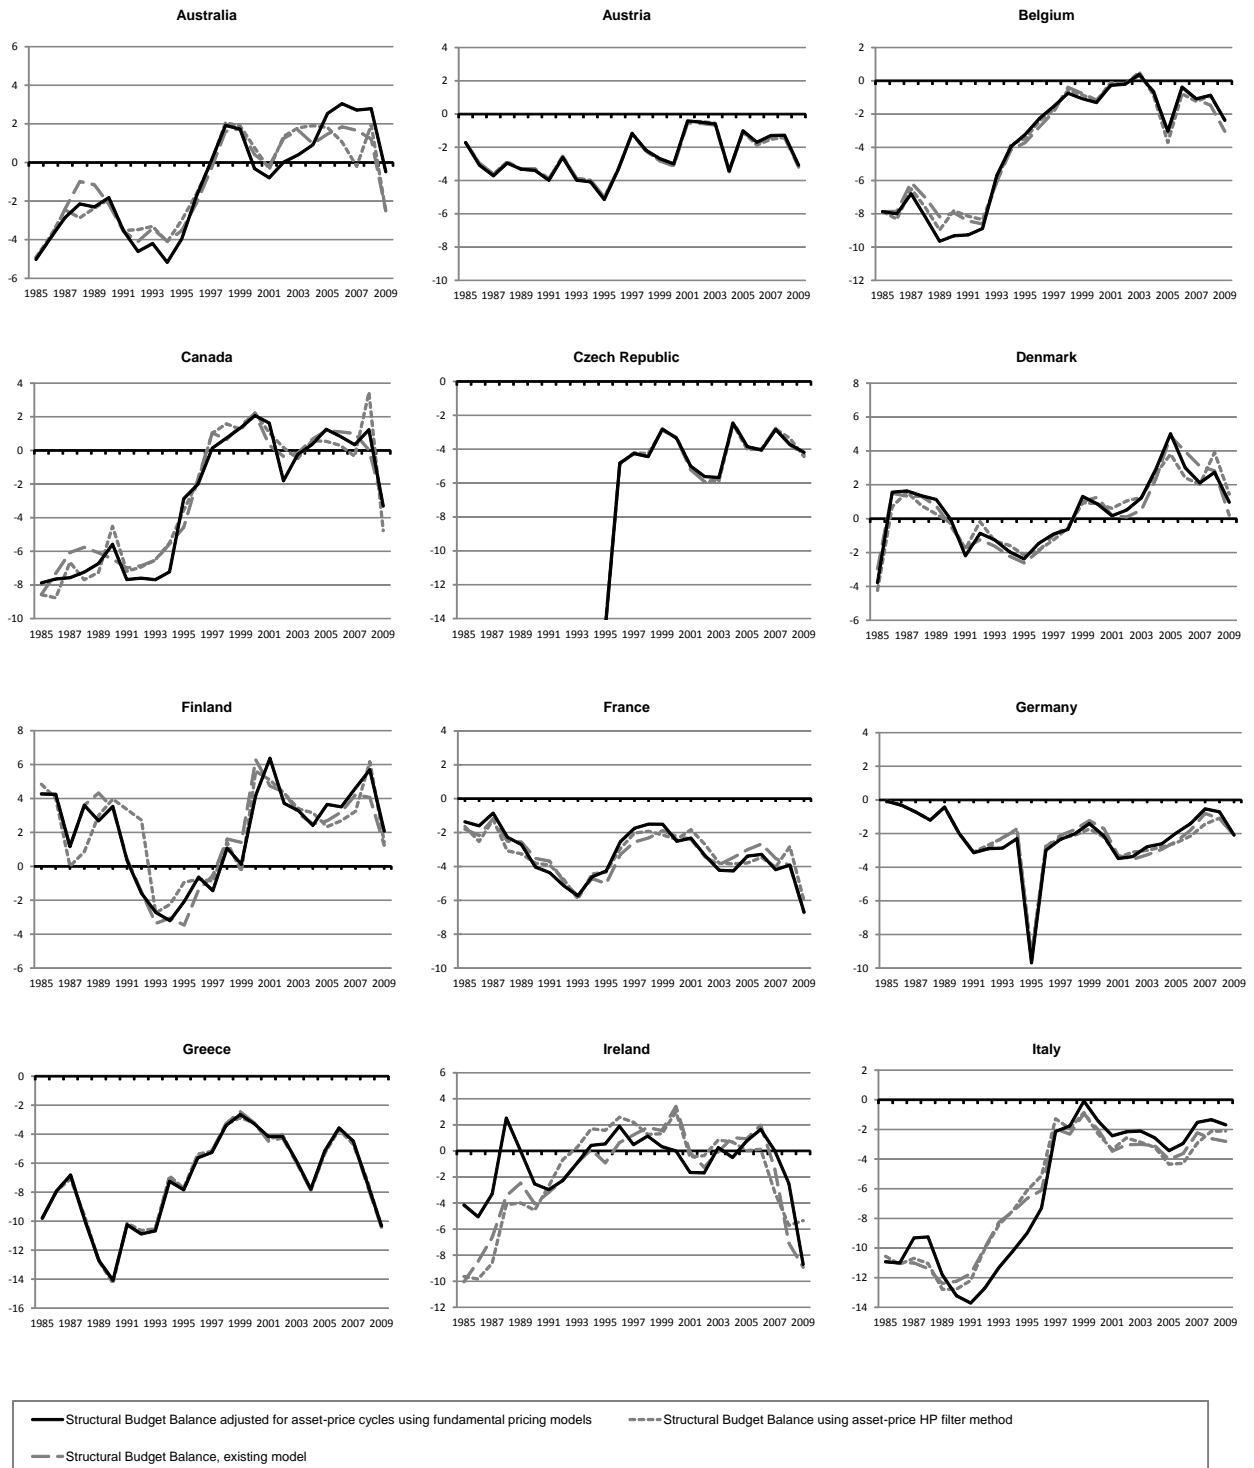 Australia Austria Belgium
6 4 2 0 -2 -4 -6
1985 1987 1989 1991 1993 1995 1997 1999 2001 2003 2005 2007 2009
4 2 0 -2 -4 -6 -8 -10
1985 1987 1989 1991 1993 1995 1997 1999 2001 2003 2005 2007 2009
2 0 -2 -4 -6 -8 -10 -12
1985 1987 1989 1991 1993 1995 1997 1999 2001 2003 2005 2007 2009
Canada Czech Republic Denmark
4 2 0 -2 -4 -6 -8 -10
1985 1987 1989 1991 1993 1995 1997 1999 2001 2003 2005 2007 2009
0 -2 -4 -6 -8 -10 -12 -14
1985 1987 1989 1991 1993 1995 1997 1999 2001 2003 2005 2007 2009
8 6 4 2 0 -2 -4 -6
1985 1987 1989 1991 1993 1995 1997 1999 2001 2003 2005 2007 2009
Finland France Germany
8 6 4 2 0 -2 -4 -6
1985 1987 1989 1991 1993 1995 1997 1999 2001 2003 2005 2007 2009
4 2 0 -2 -4 -6 -8 -10
1985 1987 1989 1991 1993 1995 1997 1999 2001 2003 2005 2007 2009
4 2 0 -2 -4 -6 -8 -10
1985 1987 1989 1991 1993 1995 1997 1999 2001 2003 2005 2007 2009
Greece Ireland Italy
0 -2 -4 -6 -8 -10 -12 -14 -16
1985 1987 1989 1991 1993 1995 1997 1999 2001 2003 2005 2007 2009
6 4 2 0 -2 -4 -6 -8 -10 -12
1985 1987 1989 1991 1993 1995 1997 1999 2001 2003 2005 2007 2009
2 0 -2 -4 -6 -8 -10 -12 -14
1985 1987 1989 1991 1993 1995 1997 1999 2001 2003 2005 2007 2009
Structural Budget Balance adjusted for asset-price cycles using fundamental pricing models Structural Budget Balance using asset-price HP filter method
Structural Budget Balance, existing model